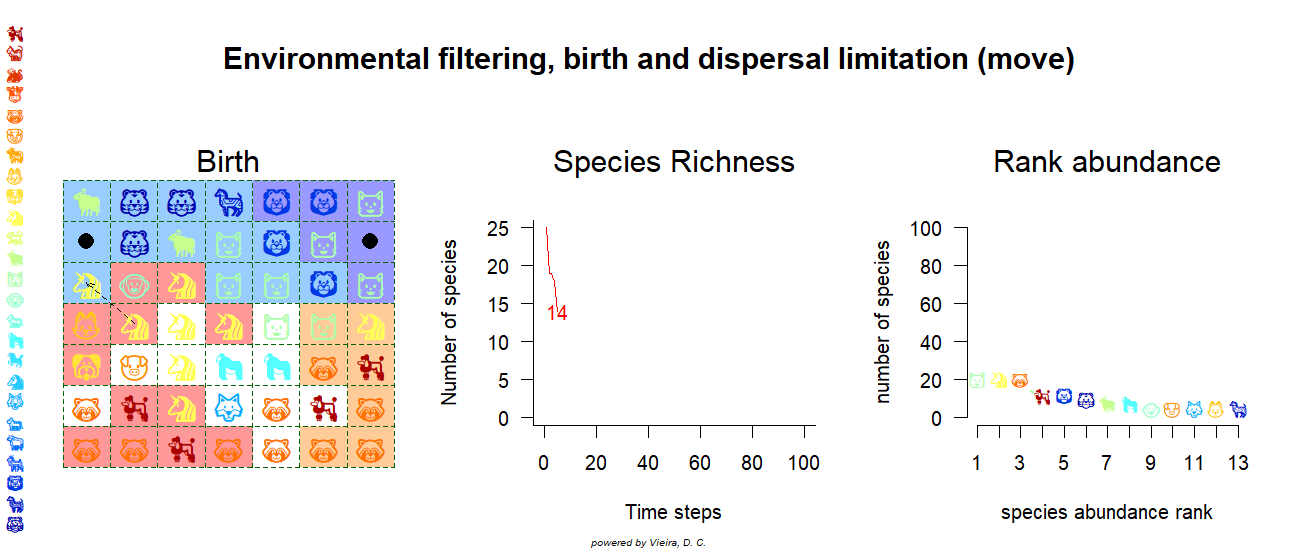 Environmental filtering, birth and dispersal limitation (move)
Birth
Species Richness
Rank abundance
Number of species
25
20
15
10
5
0
14
0 20 40 60 80 100
Time steps
number of species
100
80
60
40
20
0
1 3 5 7 9 11 13
species abundance rank
powered by Vieira, D. C.